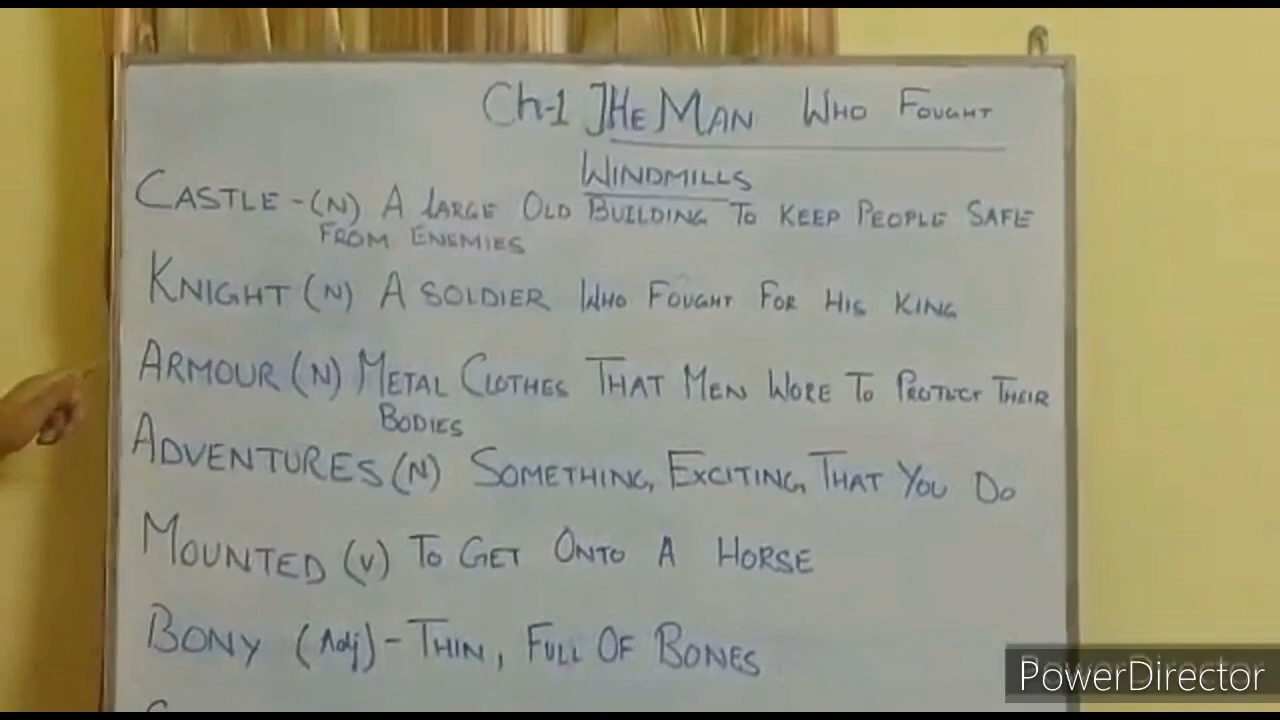 Ch-1 THE MAN WHO FOUGHT
WINDMILLS
CASTLE - (N) A LARGE OLD BUILDING TO KEEP PEOPLE SAFE
FROM ENEMIES
KNIGHT (N) A SOLDIER WHO FOUGHT FOR HIS KING
ARMOUR (N) METAL CLOTHES THAT MEN WORE TO PROTECT THEIR
BODIES
ADVENTURES (N) SOMETHING EXCITING THAT YOU DO
MOUNTED (V) TO GET ONTO A HORSE
BONY (Adj) - THIN, FULL OF BONES
PowerDirector